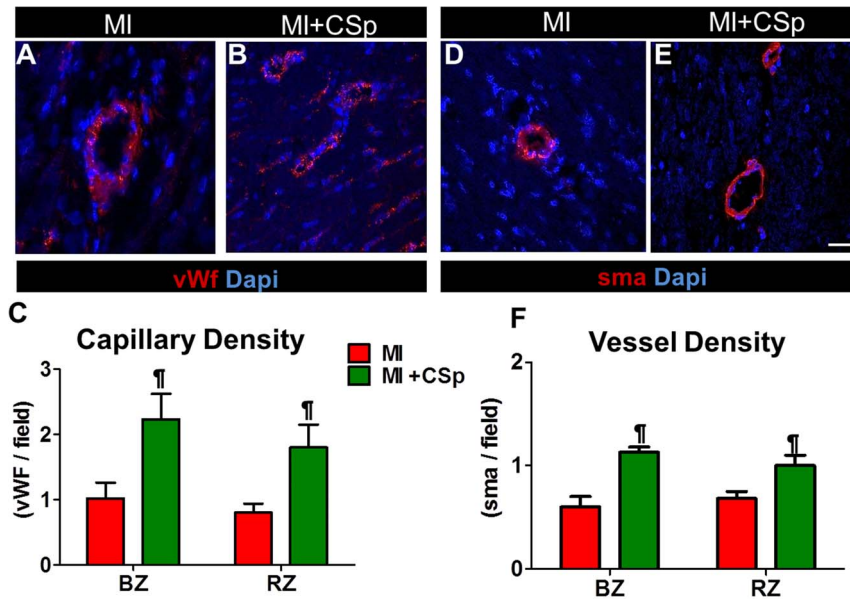 MI MI+CSp
A B
vWf Dapi
MI MI+CSp
D E
sma Dapi
C
Capillary Density
MI
MI +CSp
(vWF / field)
3
2
1
0
¶ ¶
BZ RZ
F
Vessel Density
(sma / field)
2
1
0
¶ ¶
BZ RZ